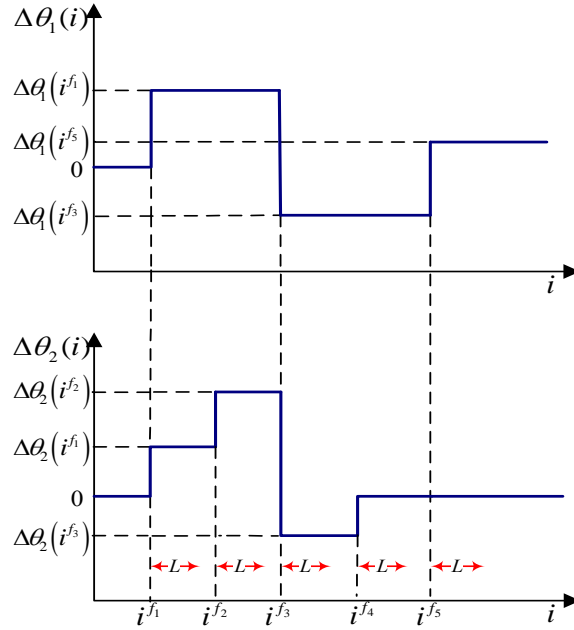 Δθ₁(i)
Δθ₁(i^{f₁})
Δθ₁(i^{f₅})
0
Δθ₁(i^{f₃})
i
Δθ₂(i)
Δθ₂(i^{f₂})
Δθ₂(i^{f₁})
0
Δθ₂(i^{f₃})
L L L L L
i^{f₁} i^{f₂} i^{f₃} i^{f₄} i^{f₅} i